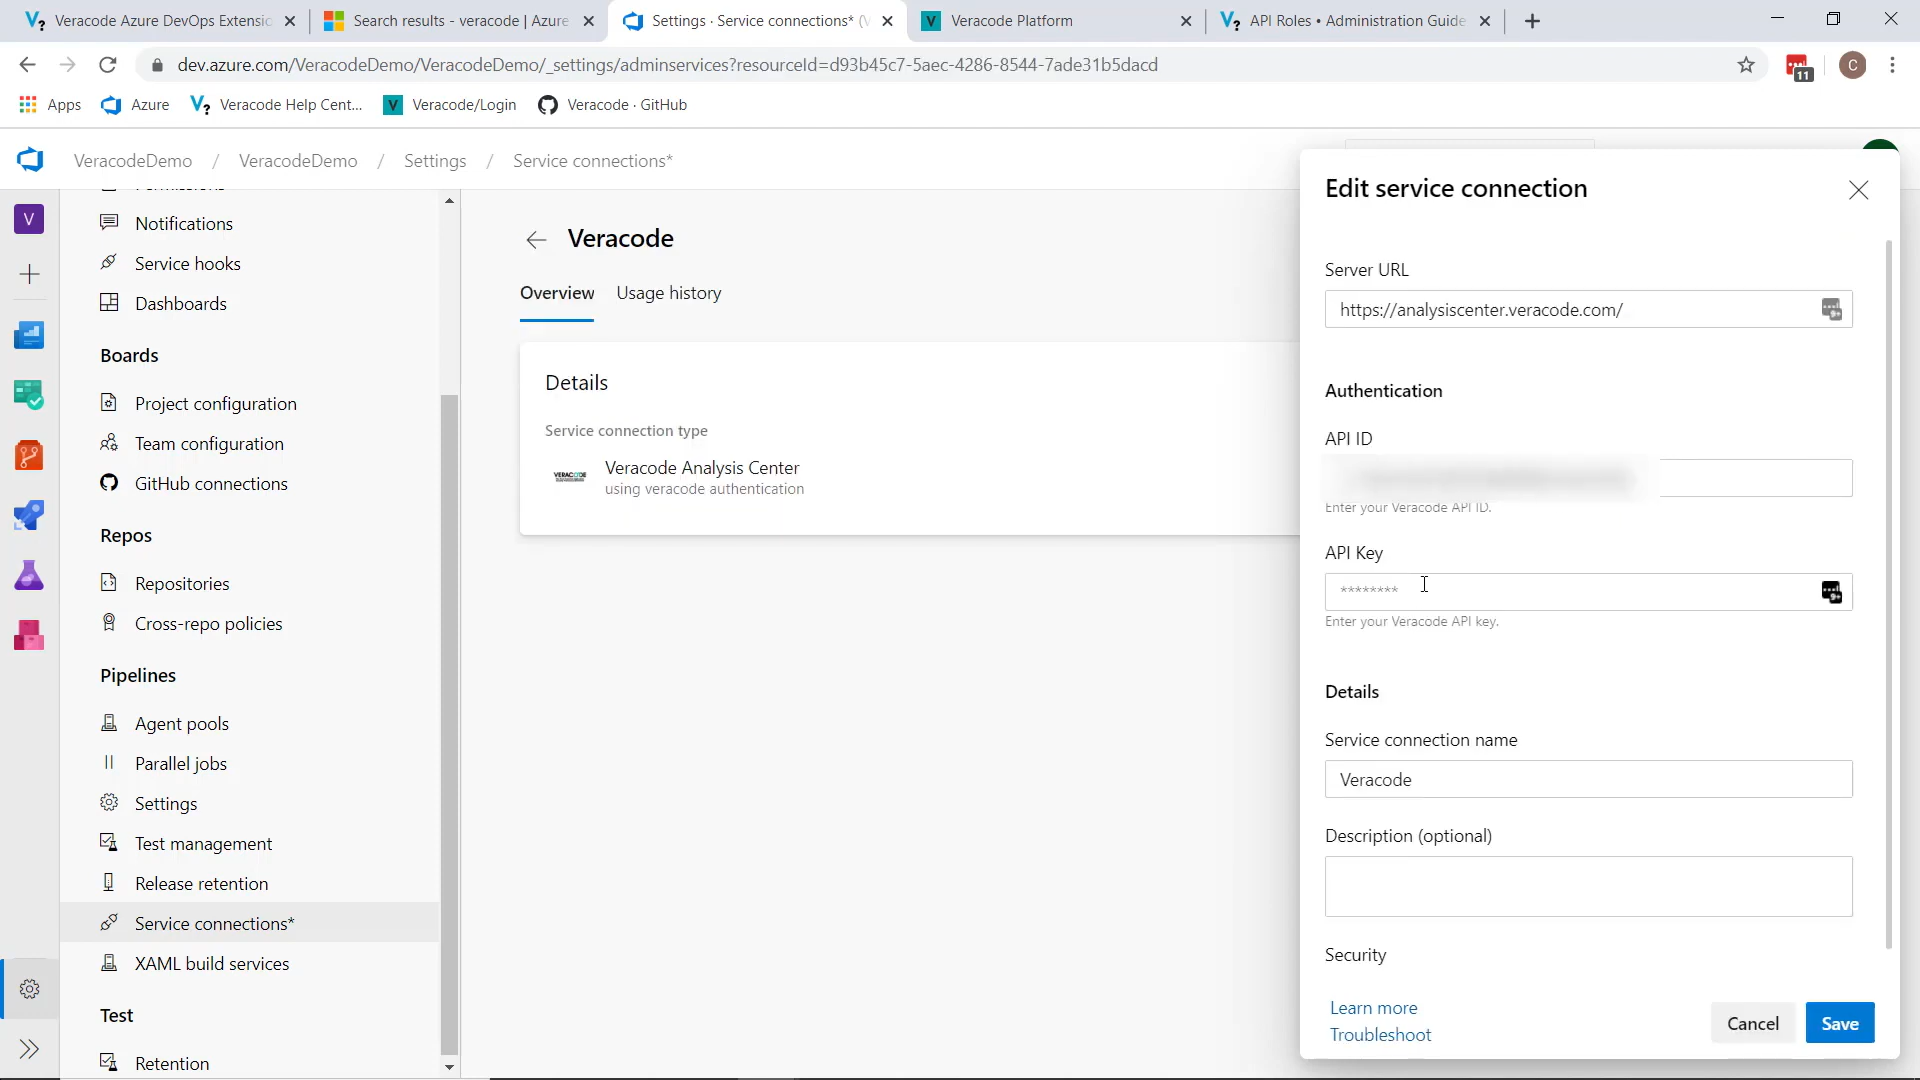 Veracode Azure DevOps Extensio
Search results - veracode | Azure
Settings · Service connections* (V
Veracode Platform
API Roles • Administration Guide
dev.azure.com/VeracodeDemo/VeracodeDemo/_settings/adminservices?resourceId=d93b45c7-5aec-4286-8544-7ade31b5dacd
11
C
Apps
Azure
Veracode Help Cent...
Veracode/Login
Veracode · GitHub
VeracodeDemo / VeracodeDemo / Settings / Service connections*
V
Notifications
Service hooks
Dashboards
Boards
Project configuration
Team configuration
GitHub connections
Repos
Repositories
Cross-repo policies
Pipelines
Agent pools
Parallel jobs
Settings
Test management
Release retention
Service connections*
XAML build services
Test
Retention
Veracode
Overview
Usage history
Details
Service connection type
VERACODE
Veracode Analysis Center
using veracode authentication
Edit service connection
Server URL
https://analysiscenter.veracode.com/
Authentication
API ID
Enter your Veracode API ID.
API Key
********
Enter your Veracode API key.
Details
Service connection name
Veracode
Description (optional)
Security
Learn more
Troubleshoot
Cancel
Save